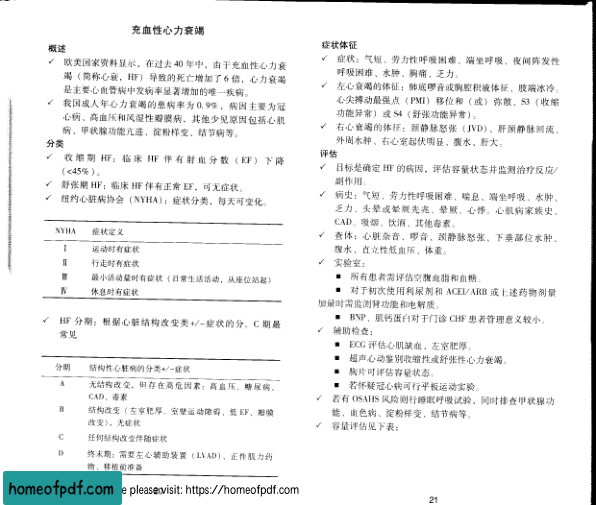 充血性心力衰竭
概述
✓ 欧美国家资料显示，在过去 40 年中，由于充血性心力衰
竭（简称心衰，HF）导致的死亡增加了 6 倍，心力衰竭
是主要心血管病中发病率显著增加的唯一疾病。
✓ 我国成人年心力衰竭的患病率为 0.9%，病因主要为冠
心病、高血压和风湿性瓣膜病，其他少见原因包括心肌
病、甲状腺功能亢进、淀粉样变、结节病等。
分类
✓ 收缩期 HF：临床 HF 伴有射血分数（EF）下降
（<45%）。
✓ 舒张期 HF：临床 HF 伴有正常 EF，可无症状。
✓ 纽约心脏病协会（NYHA）：症状分类，每天可变化。
NYHA 症状定义
Ⅰ 运动时有症状
Ⅱ 行走时有症状
Ⅲ 最小活动量时有症状（日常生活活动，从座位站起）
Ⅳ 休息时有症状
✓ HF 分期：根据心脏结构改变类+/-症状的分。C 期最
常见
分期 结构性心脏病的分类+/-症状
A 无结构改变，但存在高危因素：高血压、糖尿病、
CAD、毒素
B 结构改变（左室肥厚、室壁运动障碍、低 EF、瓣膜
改变），无症状
C 任何结构改变伴随症状
D 终末期：需要左心辅助装置（LVAD）、正性肌力药
物、移植前准备
20
症状体征
✓ 症状：气短、劳力性呼吸困难、端坐呼吸、夜间阵发性
呼吸困难、水肿、胸痛、乏力。
✓ 左心衰竭的体征：肺底啰音或胸腔积液体征、肢端冰冷、
心尖搏动最强点（PMI）移位和（或）弥散、S3（收缩
功能异常）或 S4（舒张功能异常）。
✓ 右心衰竭的体征：颈静脉怒张（JVD）、肝颈静脉回流、
外周水肿、右心室起伏明显、腹水、肝大。
评估
✓ 目标是确定 HF 的病因，评估容量状态并监测治疗反应/
副作用。
✓ 病史：气短、劳力性呼吸困难、喘息、端坐呼吸、水肿、
乏力、头晕或晕厥先兆、晕厥、心悸。心肌病家族史、
CAD、吸烟、饮酒、其他毒素。
✓ 查体：心脏杂音、啰音、颈静脉怒张、下垂部位水肿、
腹水、直立性低血压、体重。
✓ 实验室：
■ 所有患者需评估空腹血脂和血糖。
■ 对于初次使用利尿剂和 ACEI/ARB 或上述药物剂量
加量时需监测肾功能和电解质。
■ BNP、肌钙蛋白对于门诊 CHF 患者管理意义较小。
✓ 辅助检查：
■ ECG 评估心肌缺血、左室肥厚。
■ 超声心动鉴别收缩性或舒张性心力衰竭。
■ 胸片可评估容量状态。
■ 若怀疑冠心病可行平板运动实验。
✓ 若有 OSAHS 风险则行睡眠呼吸试验，同时排查甲状腺功
能、血色病、淀粉样变、结节病等。
✓ 容量评估见下表：
21
homeofpdf.com
e please visit: https://homeofpdf.com